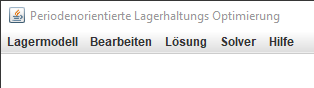 Periodenorientierte Lagerhaltungs Optimierung
Lagermodell Bearbeiten Lösung Solver Hilfe